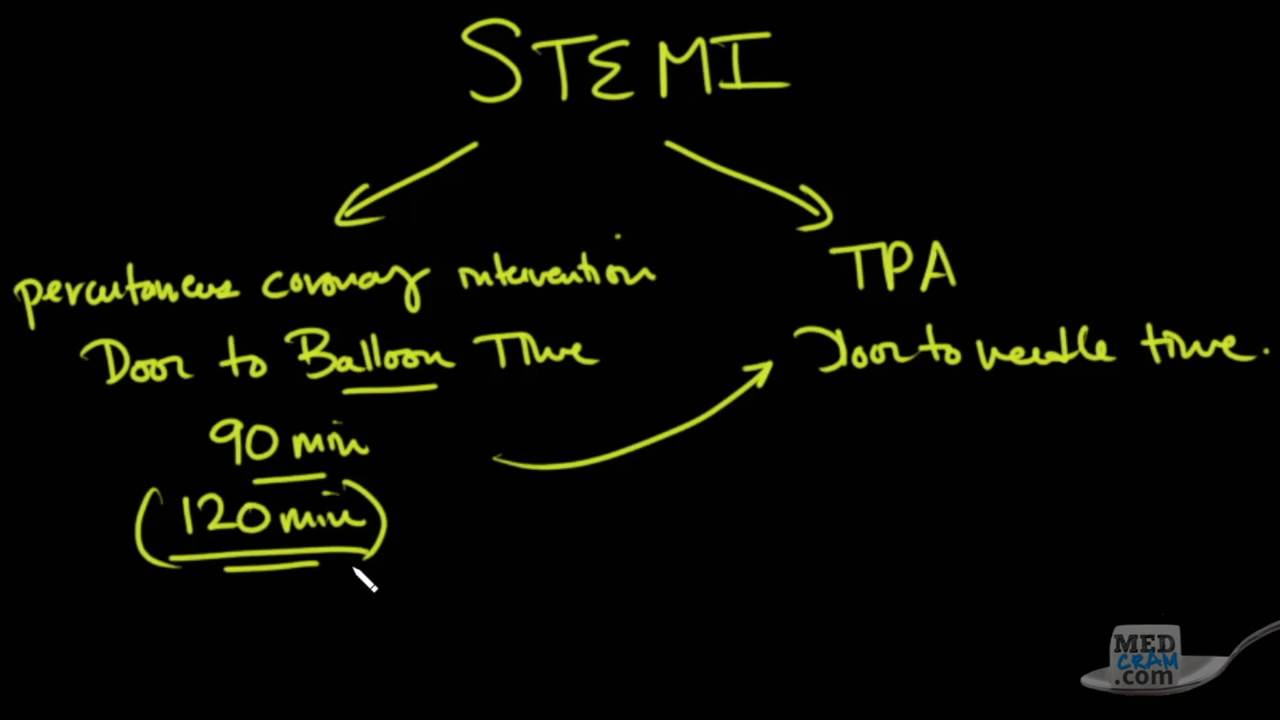 STEMI
percutaneous coronary intervention
TPA
Door to Balloon Time
Door to needle time.
90 min
(120 min)
MED
CRAM
.com